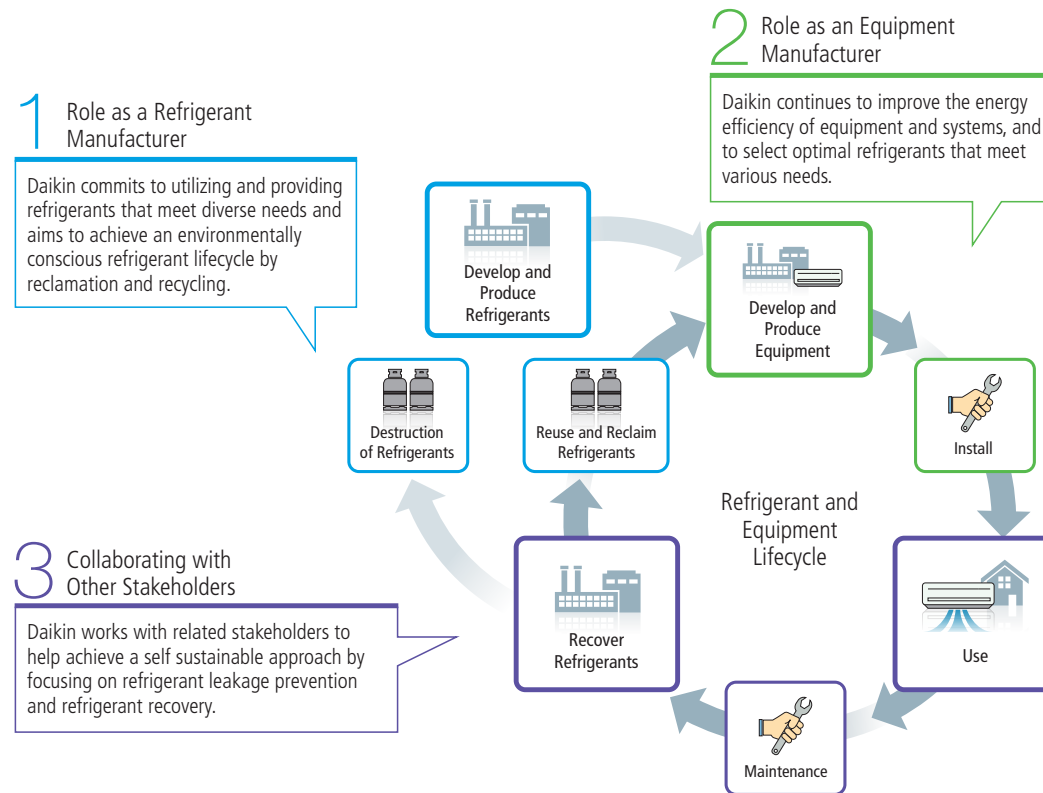 1
Role as a Refrigerant
Manufacturer
Daikin commits to utilizing and providing
refrigerants that meet diverse needs and
aims to achieve an environmentally
conscious refrigerant lifecycle by
reclamation and recycling.
2
Role as an Equipment
Manufacturer
Daikin continues to improve the energy
efficiency of equipment and systems, and
to select optimal refrigerants that meet
various needs.
Develop and
Produce
Refrigerants
Develop and
Produce
Equipment
Destruction
of Refrigerants
Reuse and Reclaim
Refrigerants
Install
Refrigerant and
Equipment
Lifecycle
3
Collaborating with
Other Stakeholders
Daikin works with related stakeholders to
help achieve a self sustainable approach by
focusing on refrigerant leakage prevention
and refrigerant recovery.
Recover
Refrigerants
Use
Maintenance